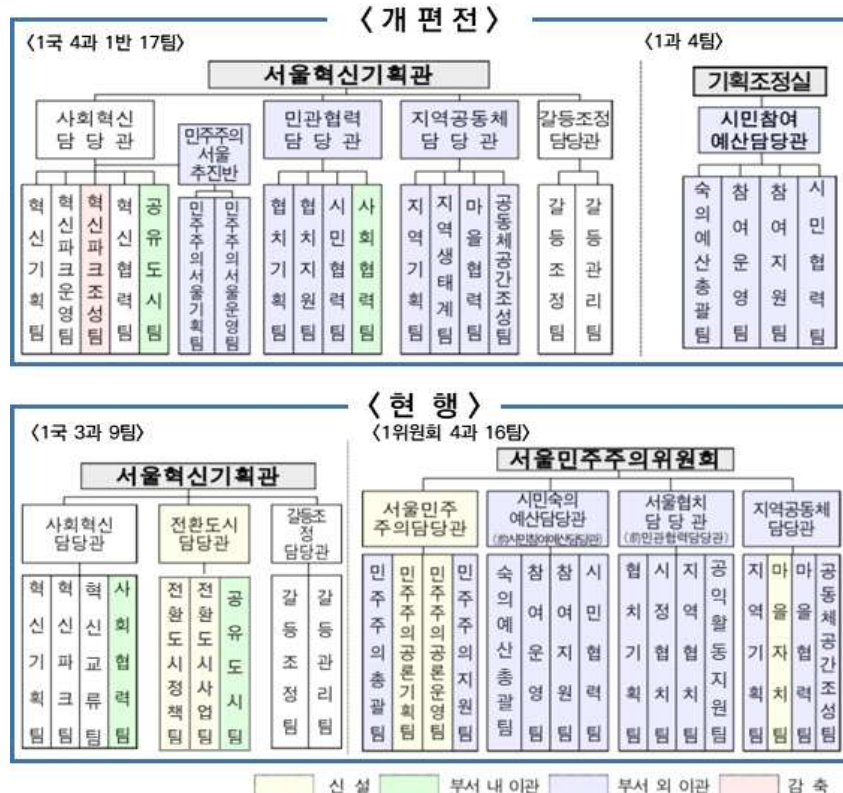 〈 개 편 전 〉
〈1국 4과 1반 17팀〉
〈1과 4팀〉
서울혁신기획관
기획조정실
사회혁신
담 당 관
민주주의
서울
추진반
민관협력
담 당 관
지역공동체
담 당 관
갈등조정
담당관
시민참여
예산담당관
혁신기획팀
혁신파크운영팀
혁신파크조성팀
혁신협력팀
공유도시팀
민주주의서울기획팀
민주주의서울운영팀
협치기획팀
협치지원팀
시민협력팀
사회협력팀
지역기획팀
지역생태계팀
마을협력팀
공동체공간조성팀
갈등조정팀
갈등관리팀
숙의예산총괄팀
참여운영팀
참여지원팀
시민협력팀
〈 현 행 〉
〈1국 3과 9팀〉
〈1위원회 4과 16팀〉
서울혁신기획관
서울민주주의위원회
사회혁신
담당관
전환도시
담당관
갈등조
정
담당관
서울민주
주의담당관
시민숙의
예산담당관
(前시민참여예산담당관)
서울협치
담 당 관
(前민관협력담당관)
지역공동체
담당관
혁신기획팀
혁신파크팀
혁신교류팀
사회협력팀
전환도시정책팀
전환도시사업팀
공유도시팀
갈등조정팀
갈등관리팀
민주주의총괄팀
민주주의공론기획팀
민주주의공론운영팀
민주주의지원팀
숙의예산총괄팀
참여운영팀
참여지원팀
시민협력팀
협치기획팀
시정협치팀
지역협치팀
공익활동지원팀
지역기획팀
마을자치팀
마을협력팀
공동체공간조성팀
신 설
부서 내 이관
부서 외 이관
감 축